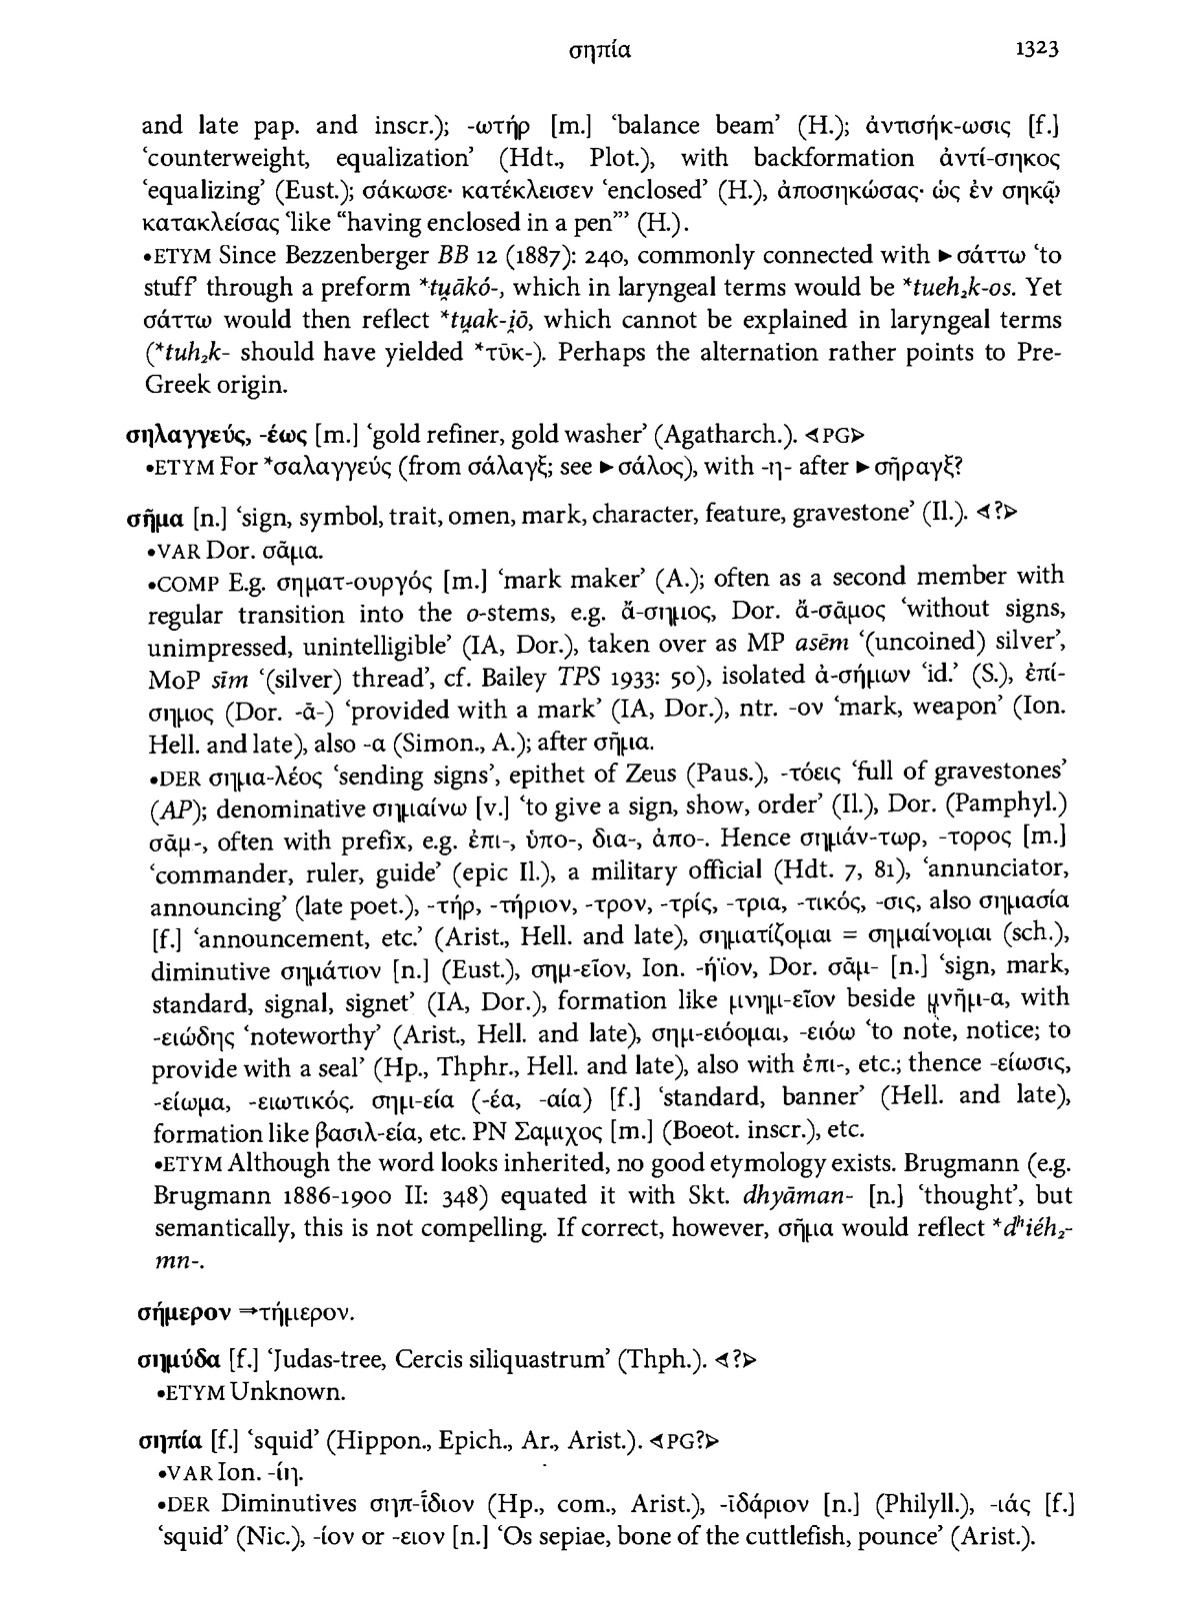 σηπία 1323
and late pap. and inscr.); -ωτήρ [m.] ‘balance beam’ (H.); ἀντισήκ-ωσις [f.]
‘counterweight, equalization’ (Hdt., Plot.), with backformation ἀντί-σηκος
‘equalizing’ (Eust.); σάκωσε· κατέκλεισεν ‘enclosed’ (H.), ἀποσηκώσας· ὡς ἐν σηκῷ
κατακλείσας ‘like “having enclosed in a pen”’ (H.).
•ETYM Since Bezzenberger BB 12 (1887): 240, commonly connected with ►σάττω ‘to
stuff’ through a preform *tu̯ākó-, which in laryngeal terms would be *tueh₂k-os. Yet
σάττω would then reflect *tu̯ak-i̯ō, which cannot be explained in laryngeal terms
(*tuh₂k- should have yielded *τῡκ-). Perhaps the alternation rather points to Pre-
Greek origin.
σηλαγγεύς, -έως [m.] ‘gold refiner, gold washer’ (Agatharch.). ⊲PG⊳
•ETYM For *σαλαγγεύς (from σάλαγξ; see ►σάλος), with -η- after ►σῆραγξ?
σῆμα [n.] ‘sign, symbol, trait, omen, mark, character, feature, gravestone’ (Il.). ⊲?⊳
•VAR Dor. σᾶμα.
•COMP E.g. σηματ-ουργός [m.] ‘mark maker’ (A.); often as a second member with
regular transition into the o-stems, e.g. ἄ-σημος, Dor. ἄ-σᾱμος ‘without signs,
unimpressed, unintelligible’ (IA, Dor.), taken over as MP asēm ‘(uncoined) silver’,
MoP sīm ‘(silver) thread’, cf. Bailey TPS 1933: 50), isolated ἀ-σήμων ‘id.’ (S.), ἐπί-
σημος (Dor. -ᾱ-) ‘provided with a mark’ (IA, Dor.), ntr. -ον ‘mark, weapon’ (Ion.
Hell. and late), also -α (Simon., A.); after σῆμα.
•DER σημα-λέος ‘sending signs’, epithet of Zeus (Paus.), -τόεις ‘full of gravestones’
(AP); denominative σημαίνω [v.] ‘to give a sign, show, order’ (Il.), Dor. (Pamphyl.)
σᾱμ-, often with prefix, e.g. ἐπι-, ὑπο-, δια-, ἀπο-. Hence σημάν-τωρ, -τορος [m.]
‘commander, ruler, guide’ (epic Il.), a military official (Hdt. 7, 81), ‘annunciator,
announcing’ (late poet.), -τήρ, -τήριον, -τρον, -τρίς, -τρια, -τικός, -σις, also σημασία
[f.] ‘announcement, etc.’ (Arist., Hell. and late), σηματίζομαι = σημαίνομαι (sch.),
diminutive σημάτιον [n.] (Eust.), σημ-εῖον, Ion. -ήϊον, Dor. σᾱμ- [n.] ‘sign, mark,
standard, signal, signet’ (IA, Dor.), formation like μνημ-εῖον beside μνῆμ-α, with
-ειώδης ‘noteworthy’ (Arist., Hell. and late), σημ-ειόομαι, -ειόω ‘to note, notice; to
provide with a seal’ (Hp., Thphr., Hell. and late), also with ἐπι-, etc.; thence -είωσις,
-είωμα, -ειωτικός. σημ-εία (-έα, -αία) [f.] ‘standard, banner’ (Hell. and late),
formation like βασιλ-εία, etc. PN Σαμιχος [m.] (Boeot. inscr.), etc.
•ETYM Although the word looks inherited, no good etymology exists. Brugmann (e.g.
Brugmann 1886-1900 II: 348) equated it with Skt. dhyāman- [n.] ‘thought’, but
semantically, this is not compelling. If correct, however, σῆμα would reflect *dʰiéh₂-
mn-.
σήμερον ⇒τήμερον.
σημύδα [f.] ‘Judas-tree, Cercis siliquastrum’ (Thph.). ⊲?⊳
•ETYM Unknown.
σηπία [f.] ‘squid’ (Hippon., Epich., Ar., Arist.). ⊲PG?⊳
•VAR Ion. -ίη.
•DER Diminutives σηπ-ί̄διον (Hp., com., Arist.), -ῑδάριον [n.] (Philyll.), -ιάς [f.]
‘squid’ (Nic.), -ίον or -ειον [n.] ‘Os sepiae, bone of the cuttlefish, pounce’ (Arist.).